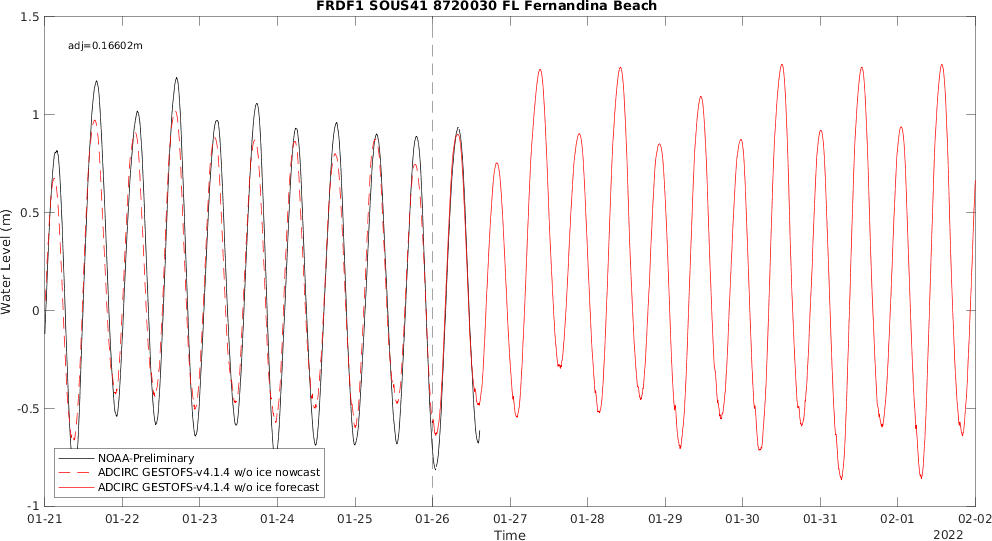 FRDF1 SOUS41 8720030 FL Fernandina Beach
1.5
adj=0.16602m
1
0.5
Water Level (m)
0
-0.5
NOAA-Preliminary
ADCIRC GESTOFS-v4.1.4 w/o ice nowcast
ADCIRC GESTOFS-v4.1.4 w/o ice forecast
-1
01-21 01-22 01-23 01-24 01-25 01-26 01-27 01-28 01-29 01-30 01-31 02-01 02-02
Time
2022